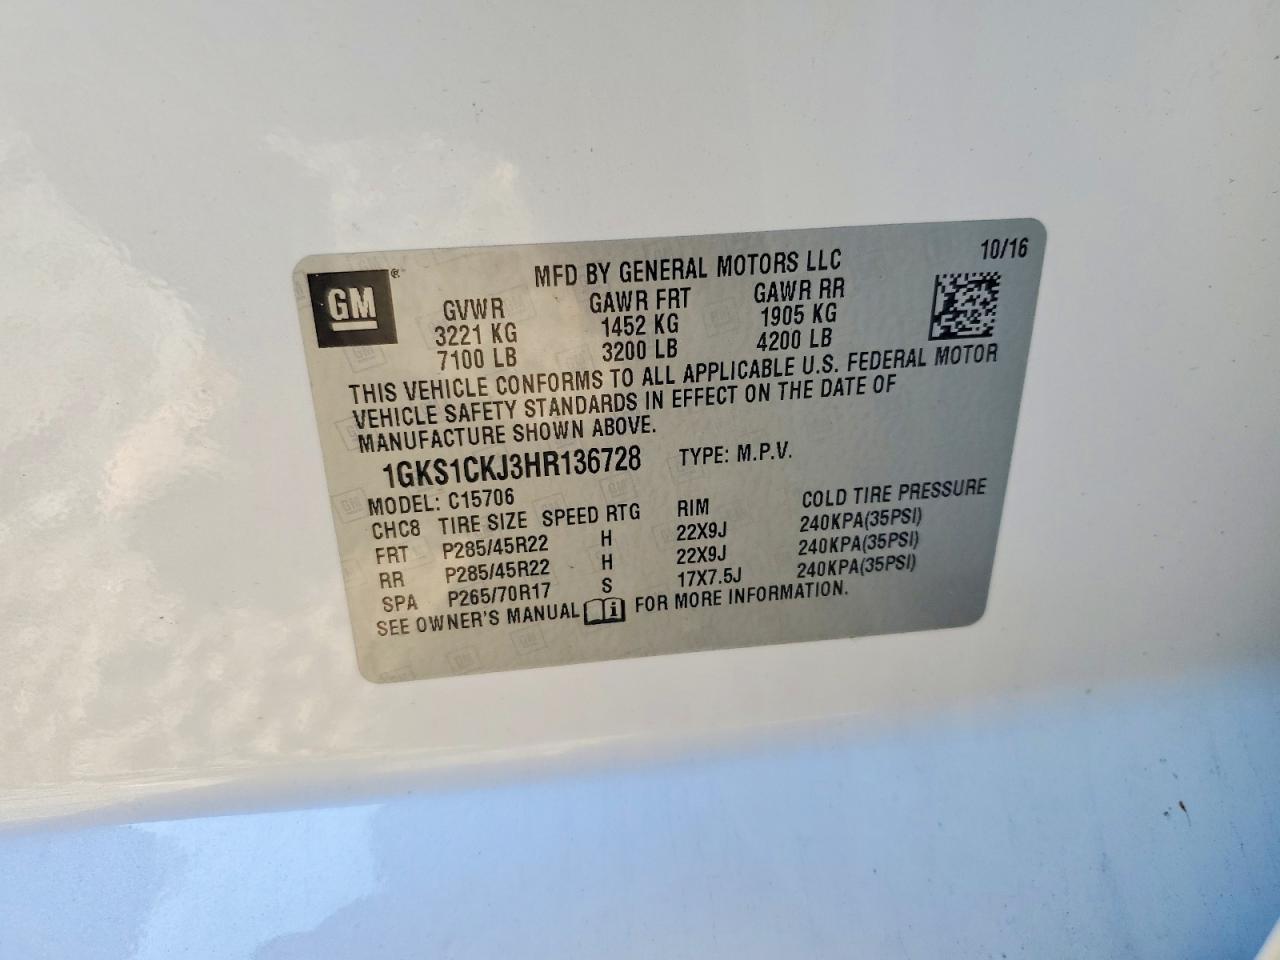 GM ®
MFD BY GENERAL MOTORS LLC 10/16
GVWR GAWR FRT GAWR RR
3221 KG 1452 KG 1905 KG
7100 LB 3200 LB 4200 LB
THIS VEHICLE CONFORMS TO ALL APPLICABLE U.S. FEDERAL MOTOR
VEHICLE SAFETY STANDARDS IN EFFECT ON THE DATE OF
MANUFACTURE SHOWN ABOVE.
1GKS1CKJ3HR136728 TYPE: M.P.V.
MODEL: C15706
CHC8 TIRE SIZE SPEED RTG RIM COLD TIRE PRESSURE
FRT P285/45R22 H 22X9J 240KPA(35PSI)
RR P285/45R22 H 22X9J 240KPA(35PSI)
SPA P265/70R17 S 17X7.5J 240KPA(35PSI)
SEE OWNER'S MANUAL i FOR MORE INFORMATION.